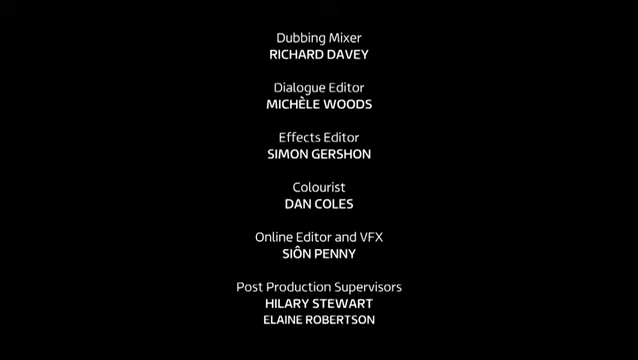 Dubbing Mixer
RICHARD DAVEY
Dialogue Editor
MICHÈLE WOODS
Effects Editor
SIMON GERSHON
Colourist
DAN COLES
Online Editor and VFX
SIÔN PENNY
Post Production Supervisors
HILARY STEWART
ELAINE ROBERTSON